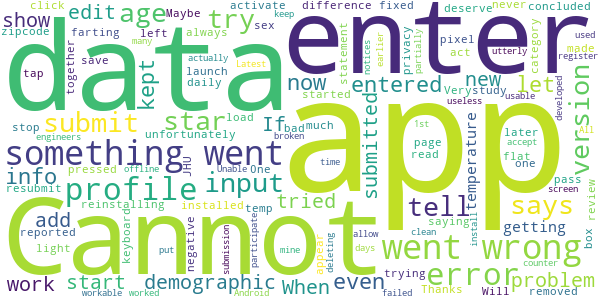 click edit age try activate difference fixed deserve never concluded
show Maybe farting left always sex privacy pixel act statement category made
zipcode
data enter
tap together save actually launch daily Latest many keep
kept now entered new let version
notices earlier partially utterly used register
submit star load If started Very study useless usable developed
stop engineers unfortunately bad much broken submitted page read later flat one accept 1st All
something went app
info resubmit pressed offline JHU Unable One time temperature pass screen review
profile input tell says
reinstalling installed temp tried appear deleting saying getting box
add reported keyboard negative submission participate mine allow days install
Cannot went wrong
light demographic even error problem
work start When trying clean counter Thanks Will removed
workable put worked Android failed